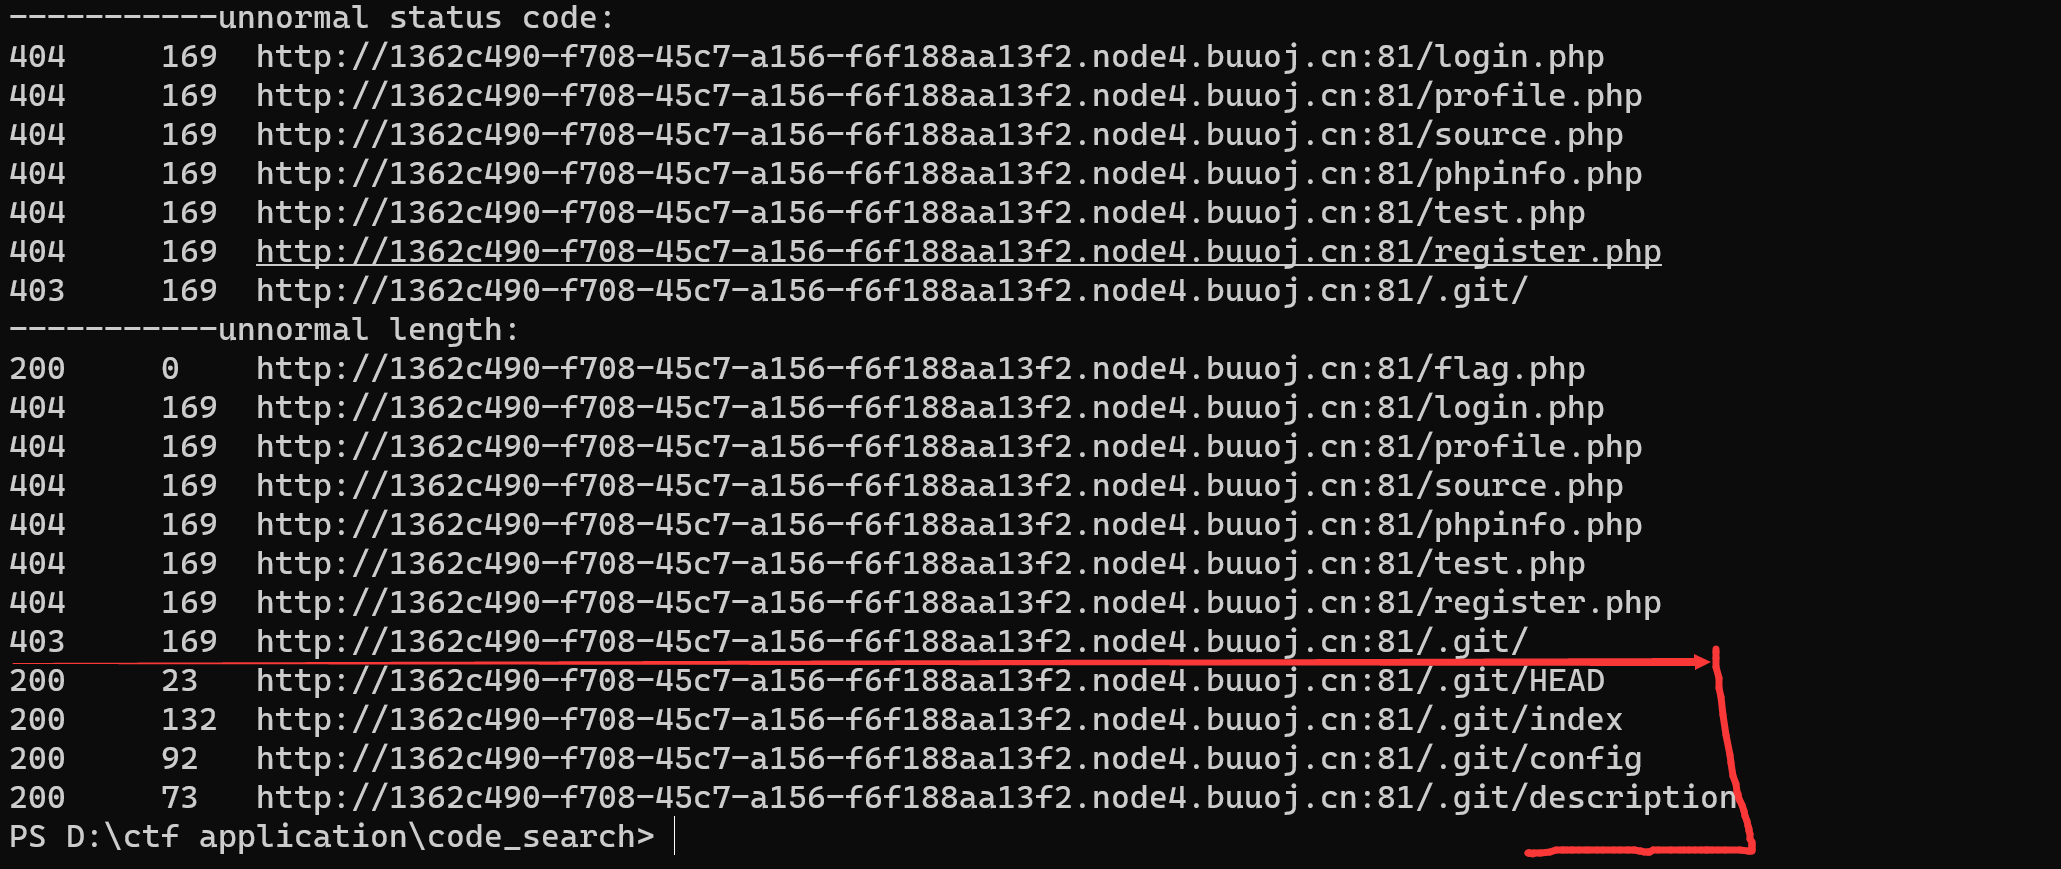 -----------unnormal status code:
404     169  http://1362c490-f708-45c7-a156-f6f188aa13f2.node4.buuoj.cn:81/login.php
404     169  http://1362c490-f708-45c7-a156-f6f188aa13f2.node4.buuoj.cn:81/profile.php
404     169  http://1362c490-f708-45c7-a156-f6f188aa13f2.node4.buuoj.cn:81/source.php
404     169  http://1362c490-f708-45c7-a156-f6f188aa13f2.node4.buuoj.cn:81/phpinfo.php
404     169  http://1362c490-f708-45c7-a156-f6f188aa13f2.node4.buuoj.cn:81/test.php
404     169  http://1362c490-f708-45c7-a156-f6f188aa13f2.node4.buuoj.cn:81/register.php
403     169  http://1362c490-f708-45c7-a156-f6f188aa13f2.node4.buuoj.cn:81/.git/
-----------unnormal length:
200     0    http://1362c490-f708-45c7-a156-f6f188aa13f2.node4.buuoj.cn:81/flag.php
404     169  http://1362c490-f708-45c7-a156-f6f188aa13f2.node4.buuoj.cn:81/login.php
404     169  http://1362c490-f708-45c7-a156-f6f188aa13f2.node4.buuoj.cn:81/profile.php
404     169  http://1362c490-f708-45c7-a156-f6f188aa13f2.node4.buuoj.cn:81/source.php
404     169  http://1362c490-f708-45c7-a156-f6f188aa13f2.node4.buuoj.cn:81/phpinfo.php
404     169  http://1362c490-f708-45c7-a156-f6f188aa13f2.node4.buuoj.cn:81/test.php
404     169  http://1362c490-f708-45c7-a156-f6f188aa13f2.node4.buuoj.cn:81/register.php
403     169  http://1362c490-f708-45c7-a156-f6f188aa13f2.node4.buuoj.cn:81/.git/
200     23   http://1362c490-f708-45c7-a156-f6f188aa13f2.node4.buuoj.cn:81/.git/HEAD
200     132  http://1362c490-f708-45c7-a156-f6f188aa13f2.node4.buuoj.cn:81/.git/index
200     92   http://1362c490-f708-45c7-a156-f6f188aa13f2.node4.buuoj.cn:81/.git/config
200     73   http://1362c490-f708-45c7-a156-f6f188aa13f2.node4.buuoj.cn:81/.git/description
PS D:\ctf application\code_search>